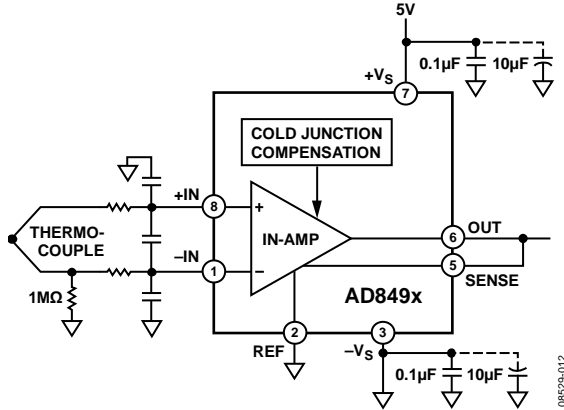 5V
0.1µF
10µF
+VS
7
COLD JUNCTION
COMPENSATION
+IN
8
+
THERMO-
COUPLE
IN-AMP
6
OUT
–IN
1
–
5
SENSE
1MΩ
AD849x
2
3
REF
–VS
0.1µF
10µF
08529-012